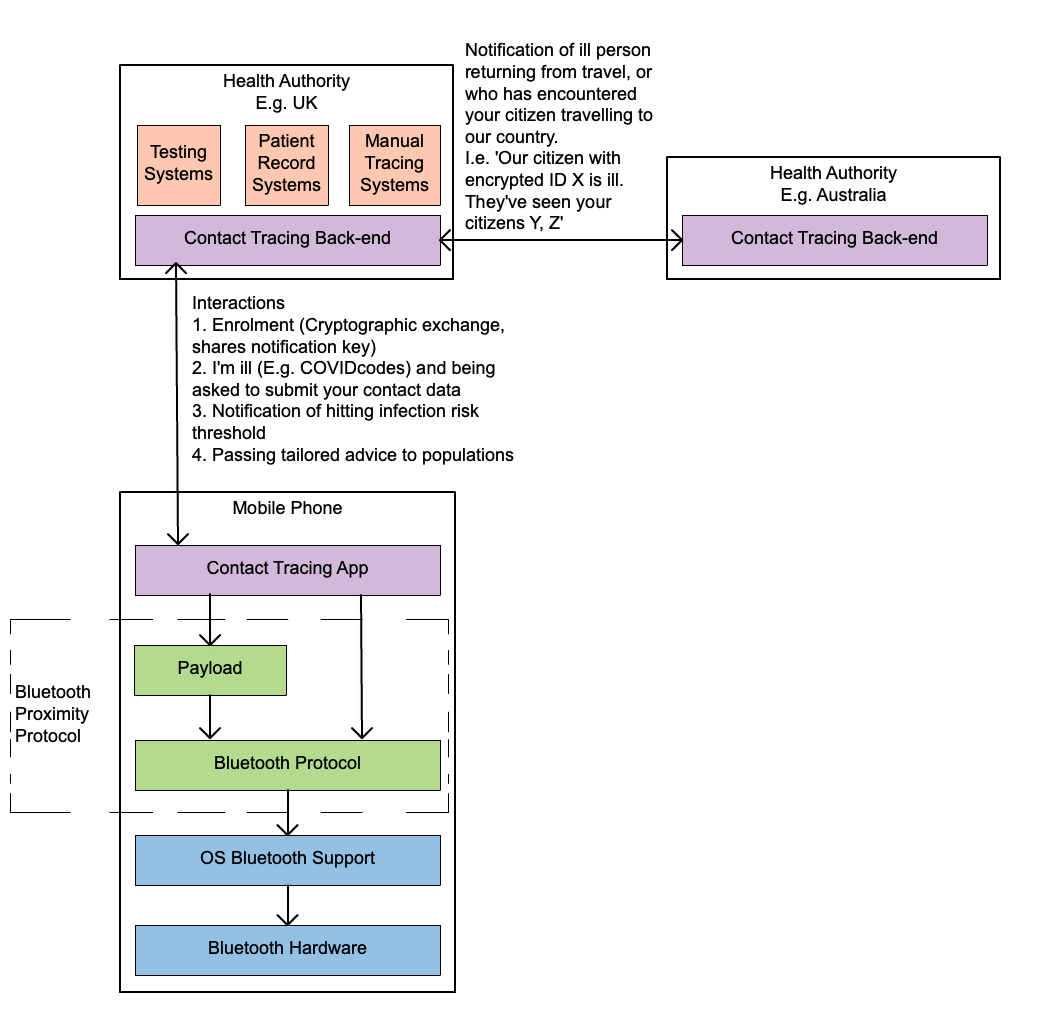 Notification of ill person
returning from travel, or
who has encountered
your citizen travelling to
our country.
I.e. 'Our citizen with
encrypted ID X is ill.
They've seen your
citizens Y, Z'
Health Authority
E.g. UK
Testing
Systems
Patient
Record
Systems
Manual
Tracing
Systems
Contact Tracing Back-end
Health Authority
E.g. Australia
Contact Tracing Back-end
Interactions
1. Enrolment (Cryptographic exchange,
shares notification key)
2. I'm ill (E.g. COVIDcodes) and being
asked to submit your contact data
3. Notification of hitting infection risk
threshold
4. Passing tailored advice to populations
Mobile Phone
Contact Tracing App
Payload
Bluetooth
Proximity
Protocol
Bluetooth Protocol
OS Bluetooth Support
Bluetooth Hardware